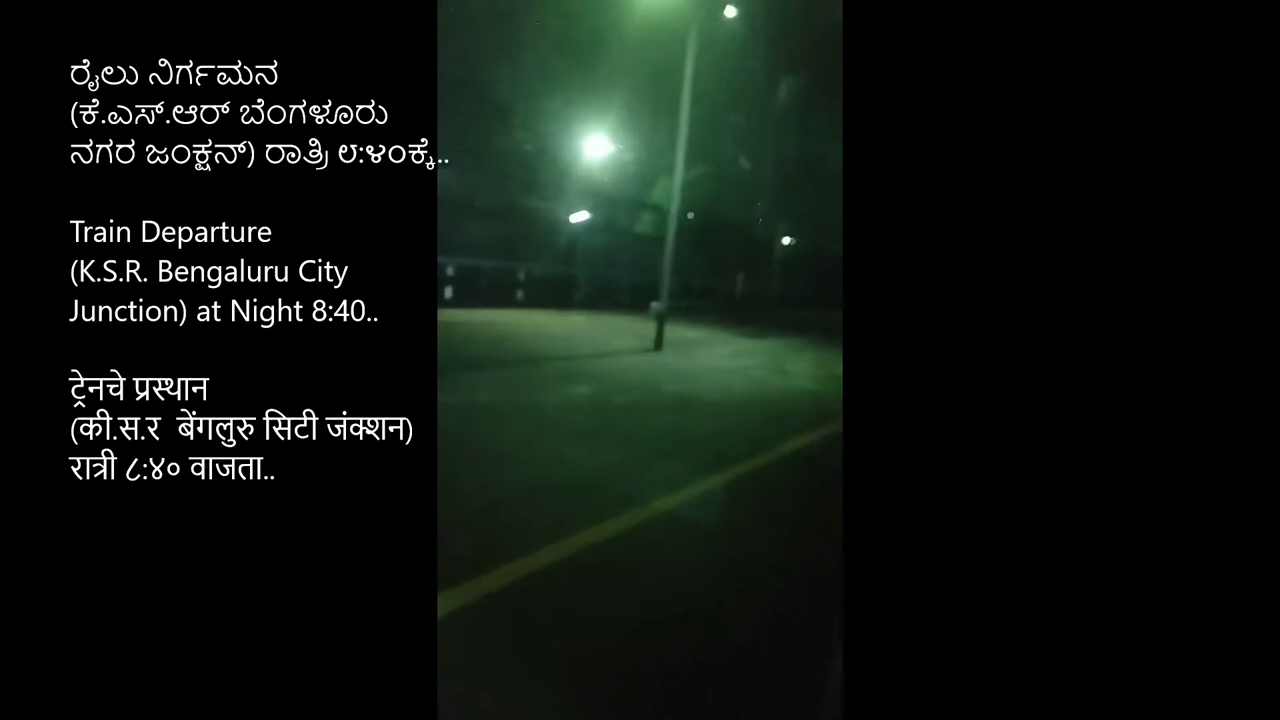 ರೈಲು ನಿರ್ಗಮನ
(ಕೆ.ಎಸ್.ಆರ್ ಬೆಂಗಳೂರು
ನಗರ ಜಂಕ್ಷನ್) ರಾತ್ರಿ ೮:೪೦ಕ್ಕೆ..
Train Departure
(K.S.R. Bengaluru City
Junction) at Night 8:40..
ट्रेनचे प्रस्थान
(की.स.र बेंगलुरु सिटी जंक्शन)
रात्री ८:४० वाजता..